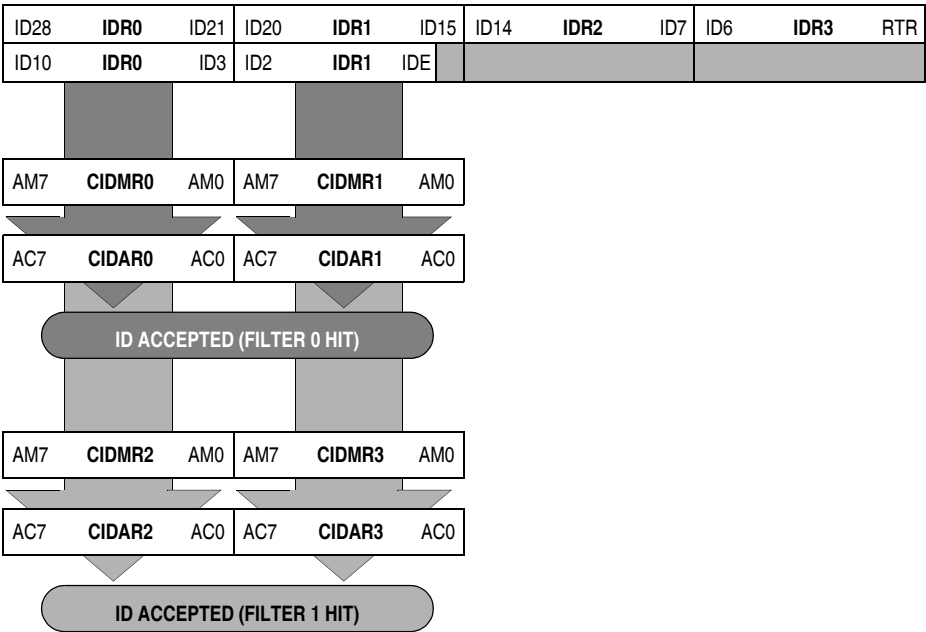 ID28 IDR0 ID21 ID20 IDR1 ID15 ID14 IDR2 ID7 ID6 IDR3 RTR
ID10 IDR0 ID3 ID2 IDR1 IDE
AM7 CIDMR0 AM0 AM7 CIDMR1 AM0
AC7 CIDAR0 AC0 AC7 CIDAR1 AC0
ID ACCEPTED (FILTER 0 HIT)
AM7 CIDMR2 AM0 AM7 CIDMR3 AM0
AC7 CIDAR2 AC0 AC7 CIDAR3 AC0
ID ACCEPTED (FILTER 1 HIT)